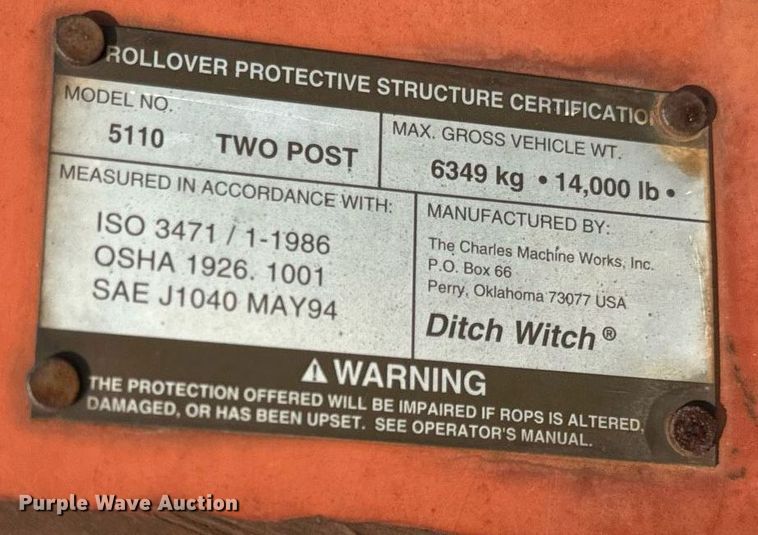 ROLLOVER PROTECTIVE STRUCTURE CERTIFICATION
MODEL NO.
5110 TWO POST
MAX. GROSS VEHICLE WT.
6349 kg • 14,000 lb •
MEASURED IN ACCORDANCE WITH:
ISO 3471 / 1-1986
OSHA 1926. 1001
SAE J1040 MAY94
MANUFACTURED BY:
The Charles Machine Works, Inc.
P.O. Box 66
Perry, Oklahoma 73077 USA
Ditch Witch ®
⚠ WARNING
THE PROTECTION OFFERED WILL BE IMPAIRED IF ROPS IS ALTERED,
DAMAGED, OR HAS BEEN UPSET. SEE OPERATOR'S MANUAL.
Purple Wave Auction